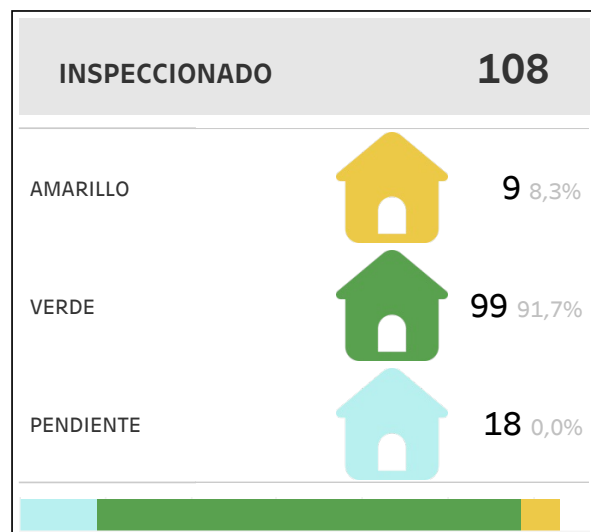 INSPECCIONADO 108
AMARILLO 9 8,3%
VERDE 99 91,7%
PENDIENTE 18 0,0%